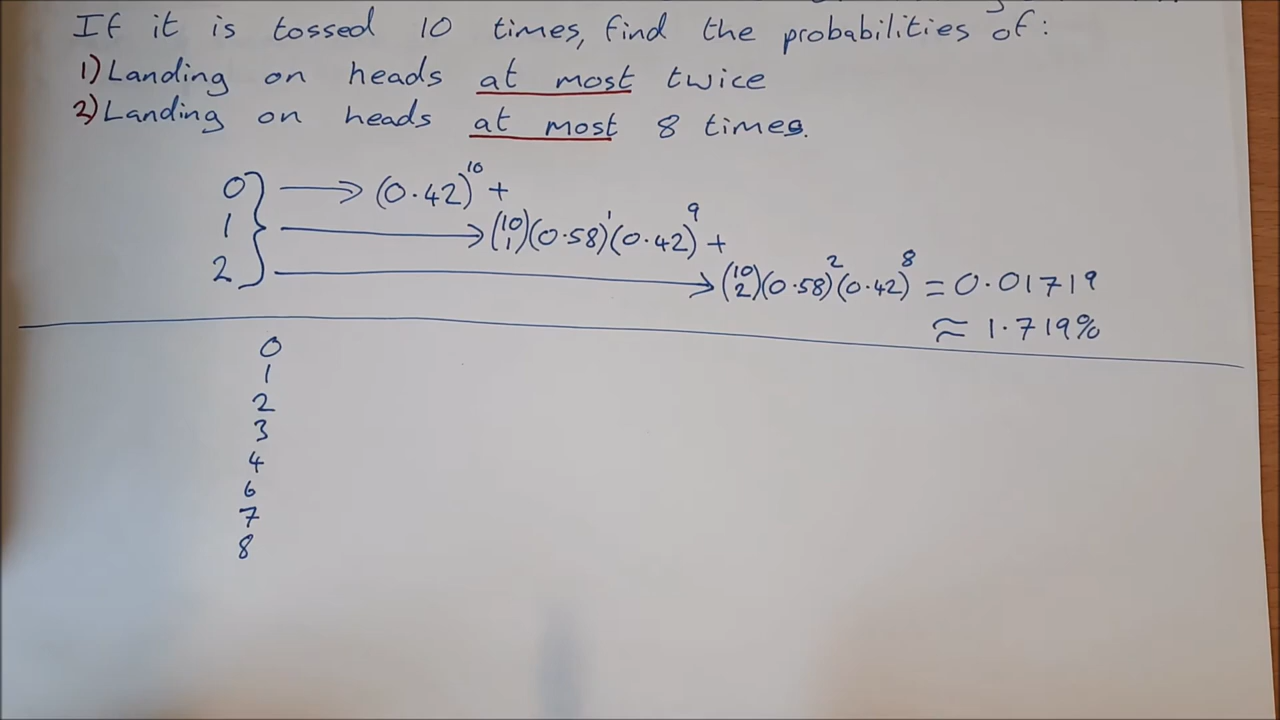 If it is tossed 10 times, find the probabilities of:
1) Landing on heads at most twice
2) Landing on heads at most 8 times.
0 → (0.42)^10 +
1 → (10 1)(0.58)^1(0.42)^9 +
2 → (10 2)(0.58)^2(0.42)^8 = 0.01719
≈ 1.719%
0
1
2
3
4
6
7
8